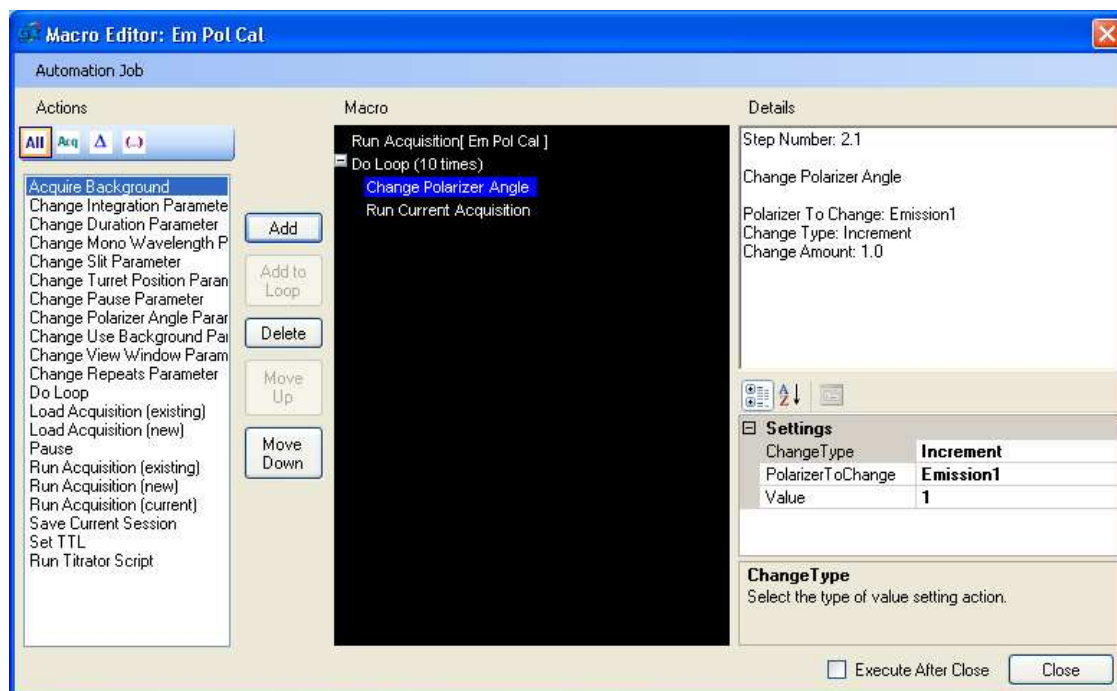 Macro Editor: Em Pol Cal
Automation Job
Actions
All Acq Δ (...)
Acquire Background
Change Integration Paramete
Change Duration Parameter
Change Mono Wavelength P
Change Slit Parameter
Change Turret Position Param
Change Pause Parameter
Change Polarizer Angle Parar
Change Use Background Par
Change View Window Param
Change Repeats Parameter
Do Loop
Load Acquisition (existing)
Load Acquisition (new)
Pause
Run Acquisition (existing)
Run Acquisition (new)
Run Acquisition (current)
Save Current Session
Set TTL
Run Titrator Script
Add
Add to
Loop
Delete
Move
Up
Move
Down
Macro
Run Acquisition[ Em Pol Cal ]
Do Loop (10 times)
Change Polarizer Angle
Run Current Acquisition
Details
Step Number: 2.1
Change Polarizer Angle
Polarizer To Change: Emission1
Change Type: Increment
Change Amount: 1.0
A
Z
Settings
ChangeType Increment
PolarizerToChange Emission1
Value 1
ChangeType
Select the type of value setting action.
Execute After Close
Close